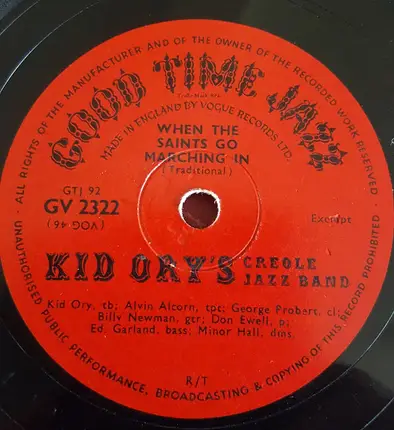 · ALL RIGHTS OF THE MANUFACTURER AND OF THE OWNER OF THE RECORDED WORK RESERVED ·
GOOD TIME JAZZ
MADE IN ENGLAND BY VOGUE RECORDS LTD.
WHEN THE
SAINTS GO
MARCHING IN
(Traditional)
GTJ 92
GV 2322
(VOG 46)
Exempt
KID ORY'S CREOLE
JAZZ BAND
Kid Ory, tb; Alvin Alcorn, tpt; George Probert, cl;
Billy Newman, gtr; Don Ewell, p;
Ed. Garland, bass; Minor Hall, dms.
R/T
UNAUTHORISED PUBLIC PERFORMANCE, BROADCASTING & COPYING OF THIS RECORD PROHIBITED